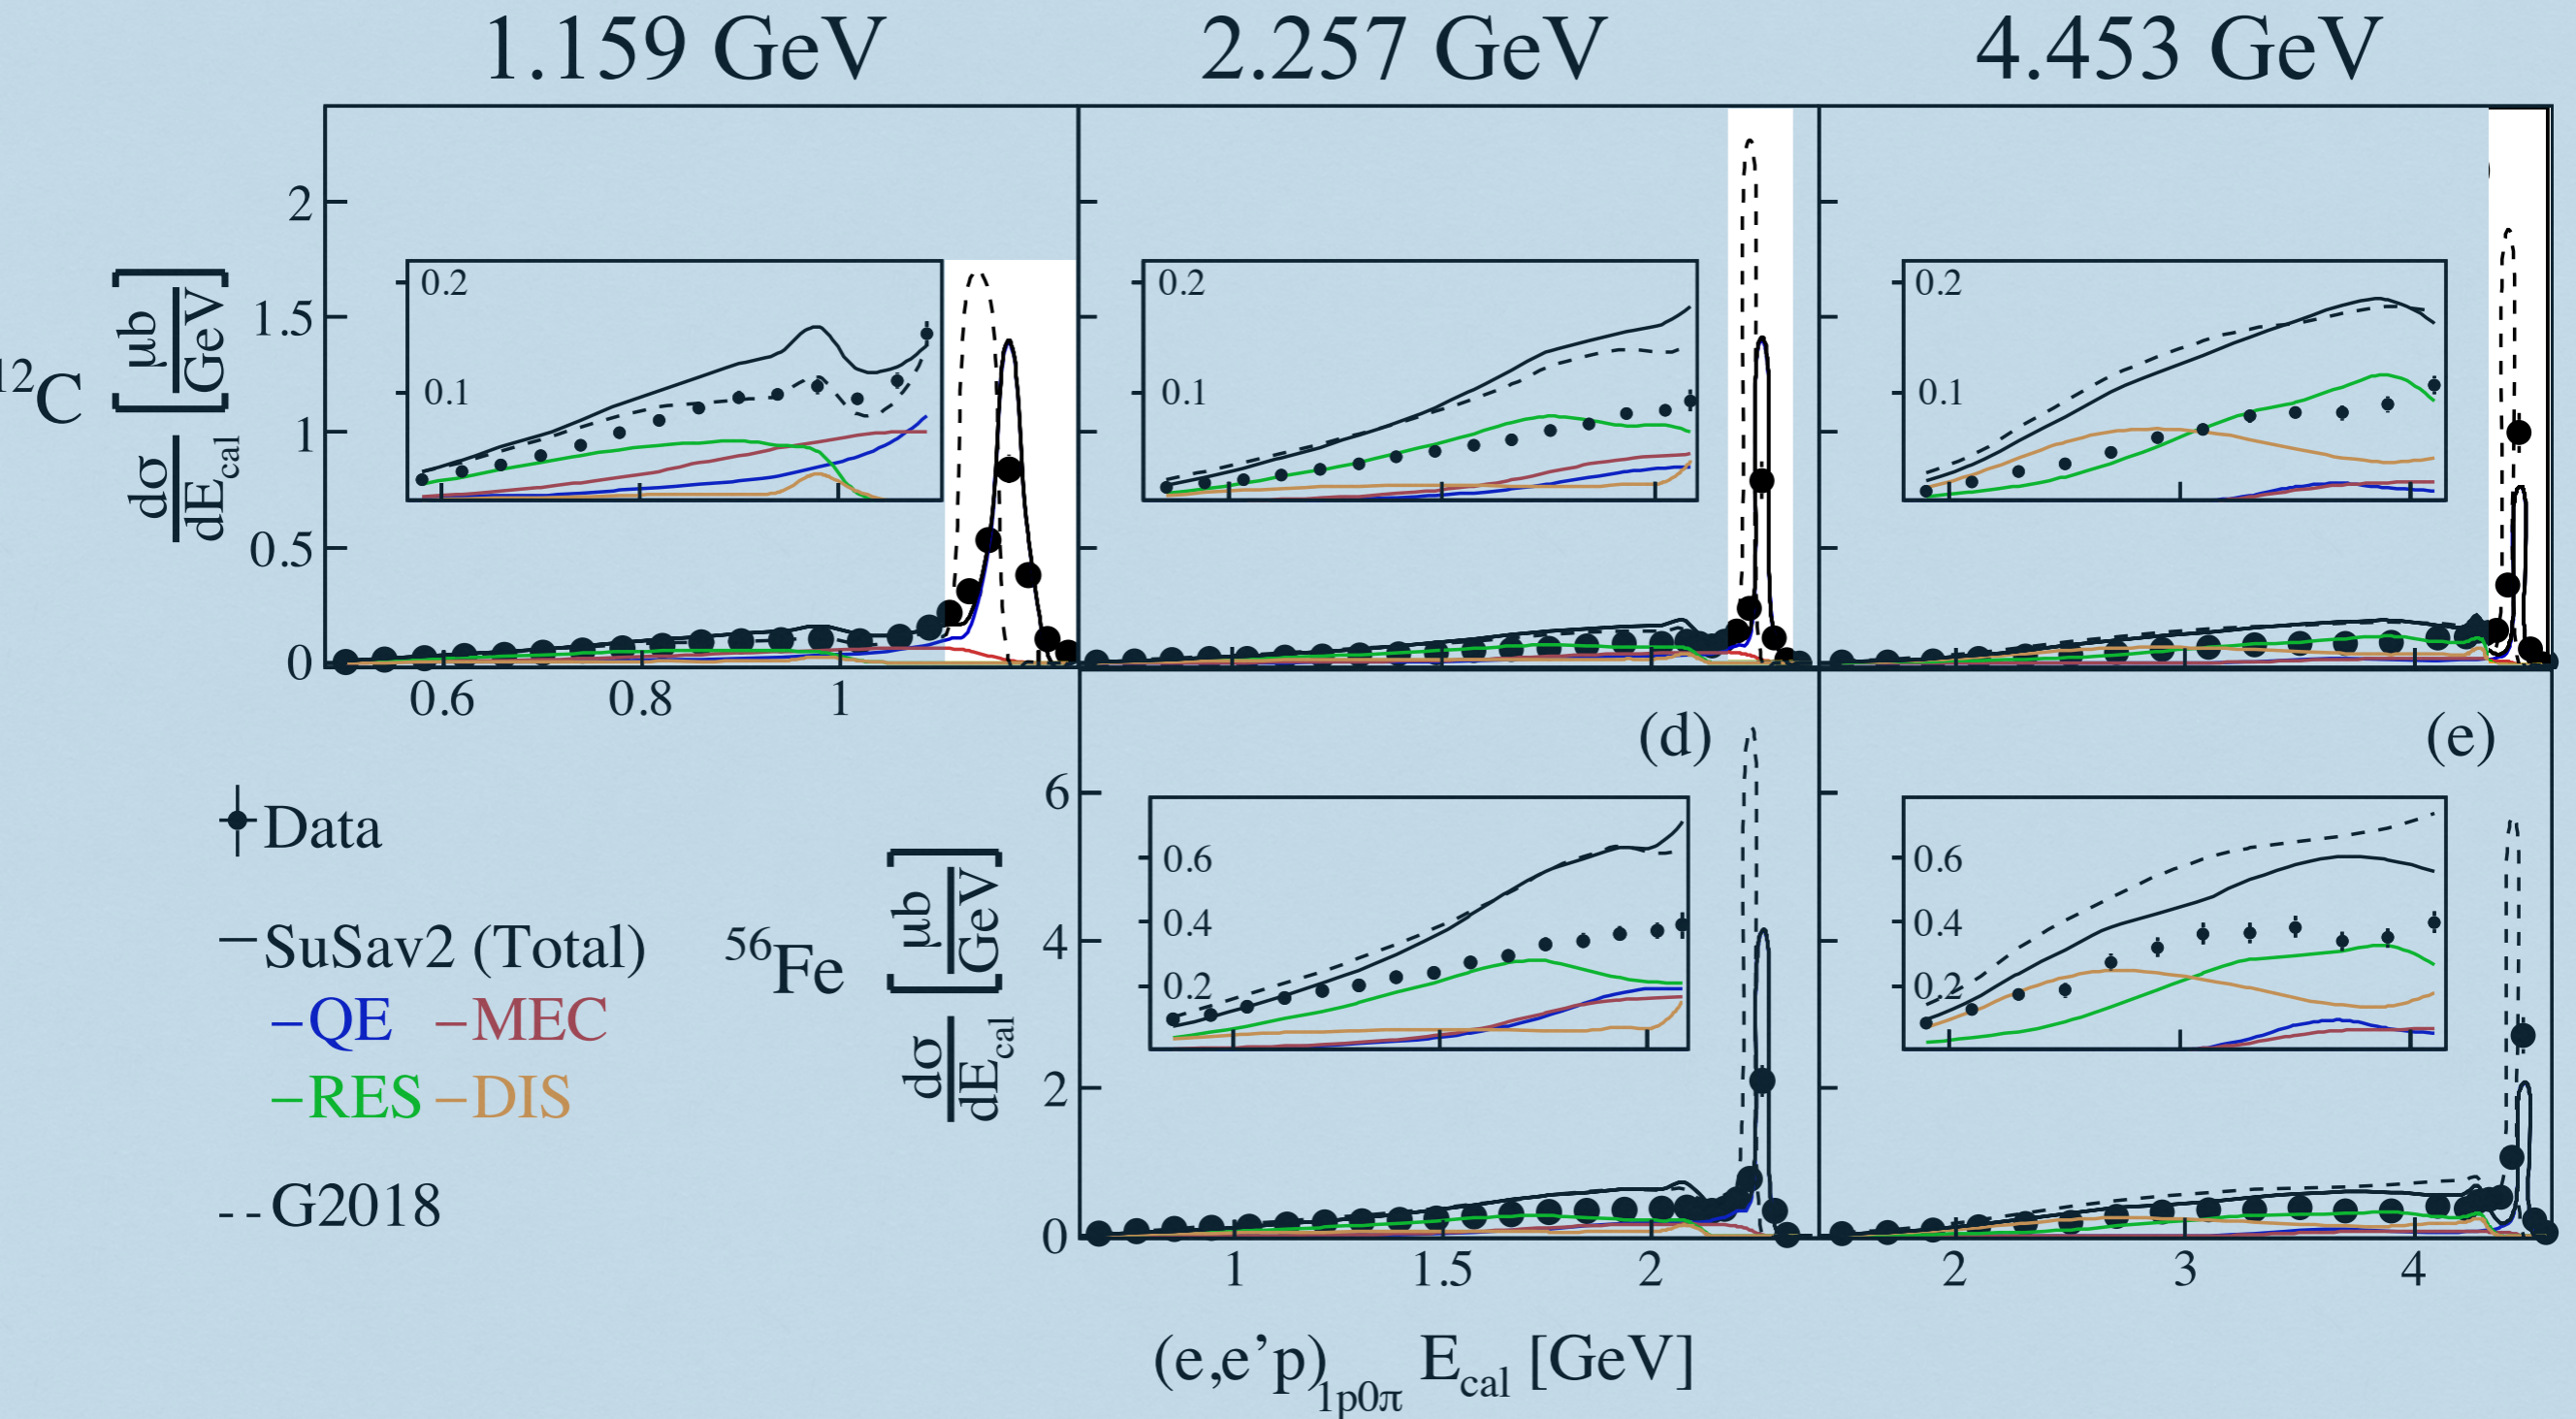 1.159 GeV 2.257 GeV 4.453 GeV
12C
dσ/dE_cal [μb/GeV]
2
1.5
1
0.5
0
0.2
0.1
0.2
0.1
0.2
0.1
0.6 0.8 1
(d) (e)
Data
SuSav2 (Total)
QE MEC
RES DIS
G2018
56Fe
dσ/dE_cal [μb/GeV]
6
4
2
0
0.6
0.4
0.2
0.6
0.4
0.2
1 1.5 2 2 3 4
(e,e’p)1p0π Ecal [GeV]